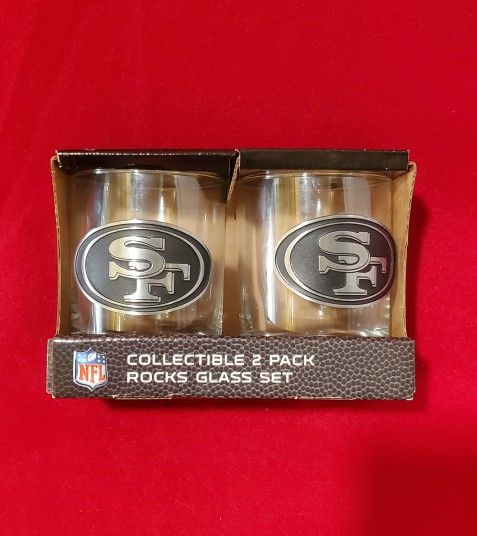 SF
SF
NFL
COLLECTIBLE 2 PACK
ROCKS GLASS SET